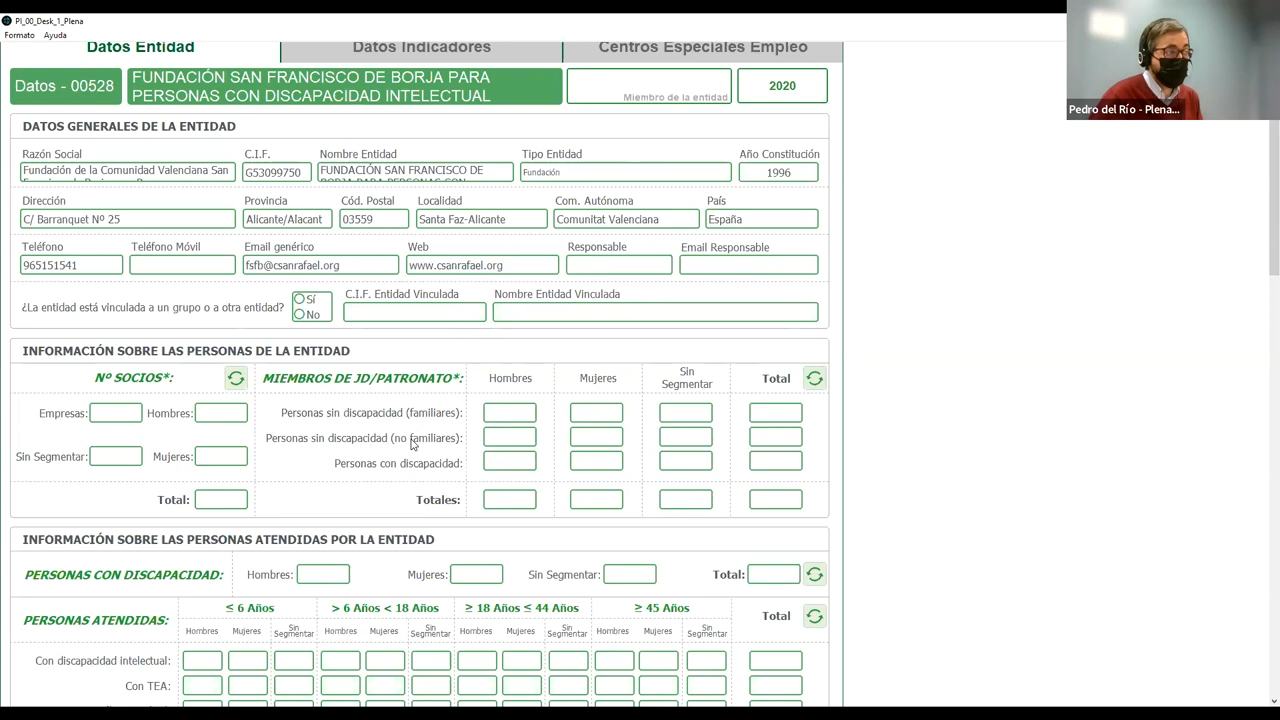 PI_00_Desk_1_Plena
Formato Ayuda
Datos Entidad Datos Indicadores Centros Especiales Empleo
Datos - 00528 FUNDACIÓN SAN FRANCISCO DE BORJA PARA
PERSONAS CON DISCAPACIDAD INTELECTUAL
Miembro de la entidad 2020
Pedro del Río - Plena...
DATOS GENERALES DE LA ENTIDAD
Razón Social C.I.F. Nombre Entidad Tipo Entidad Año Constitución
Fundación de la Comunidad Valenciana San G53099750 FUNDACIÓN SAN FRANCISCO DE Fundación 1996
Dirección Provincia Cód. Postal Localidad Com. Autónoma País
C/ Barranquet Nº 25 Alicante/Alacant 03559 Santa Faz-Alicante Comunitat Valenciana España
Teléfono Teléfono Móvil Email genérico Web Responsable Email Responsable
965151541 fsfb@csanrafael.org www.csanrafael.org
¿La entidad está vinculada a un grupo o a otra entidad? Sí No C.I.F. Entidad Vinculada Nombre Entidad Vinculada
INFORMACIÓN SOBRE LAS PERSONAS DE LA ENTIDAD
Nº SOCIOS*: MIEMBROS DE JD/PATRONATO*: Hombres Mujeres Sin Segmentar Total
Empresas: Hombres: Personas sin discapacidad (familiares):
Personas sin discapacidad (no familiares):
Sin Segmentar: Mujeres: Personas con discapacidad:
Total: Totales:
INFORMACIÓN SOBRE LAS PERSONAS ATENDIDAS POR LA ENTIDAD
PERSONAS CON DISCAPACIDAD: Hombres: Mujeres: Sin Segmentar: Total:
PERSONAS ATENDIDAS: ≤ 6 Años > 6 Años < 18 Años ≥ 18 Años ≤ 44 Años ≥ 45 Años Total
Hombres Mujeres Sin Segmentar Hombres Mujeres Sin Segmentar Hombres Mujeres Sin Segmentar Hombres Mujeres Sin Segmentar
Con discapacidad intelectual:
Con TEA: